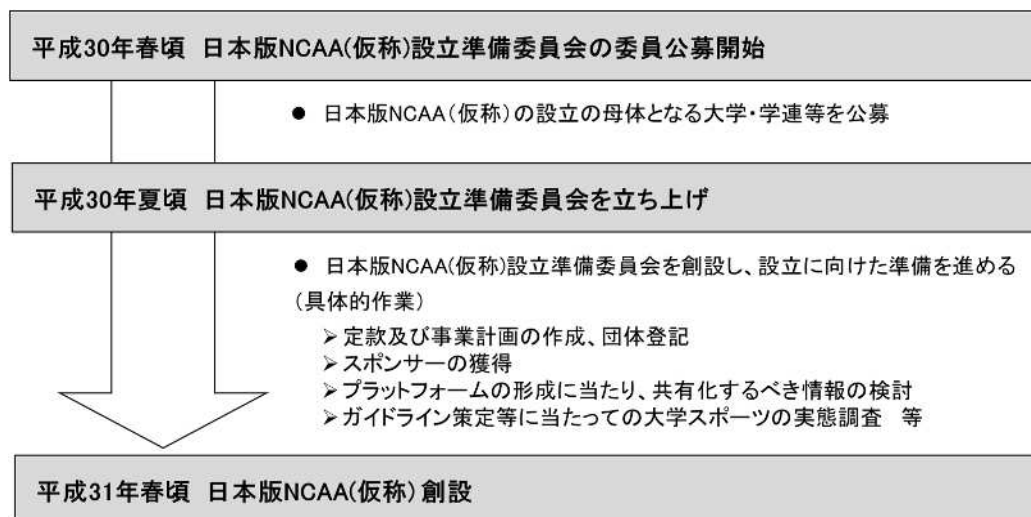 平成30年春頃 日本版NCAA(仮称)設立準備委員会の委員公募開始
● 日本版NCAA(仮称)の設立の母体となる大学・学連等を公募
平成30年夏頃 日本版NCAA(仮称)設立準備委員会を立ち上げ
● 日本版NCAA(仮称)設立準備委員会を創設し、設立に向けた準備を進める
(具体的作業)
➢定款及び事業計画の作成、団体登記
➢スポンサーの獲得
➢プラットフォームの形成に当たり、共有化するべき情報の検討
➢ガイドライン策定等に当たっての大学スポーツの実態調査 等
平成31年春頃 日本版NCAA(仮称)創設